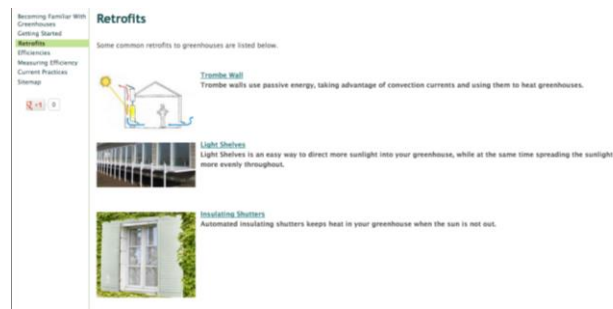 Becoming Familiar With
Greenhouses
Getting Started
Retrofits
Efficiencies
Measuring Efficiency
Current Practices
Sitemap
+1 0
Retrofits
Some common retrofits to greenhouses are listed below.
Trombe Wall
Trombe walls use passive energy, taking advantage of convection currents and using them to heat greenhouses.
Light Shelves
Light Shelves is an easy way to direct more sunlight into your greenhouse, while at the same time spreading the sunlight
more evenly throughout.
Insulating Shutters
Automated insulating shutters keeps heat in your greenhouse when the sun is not out.